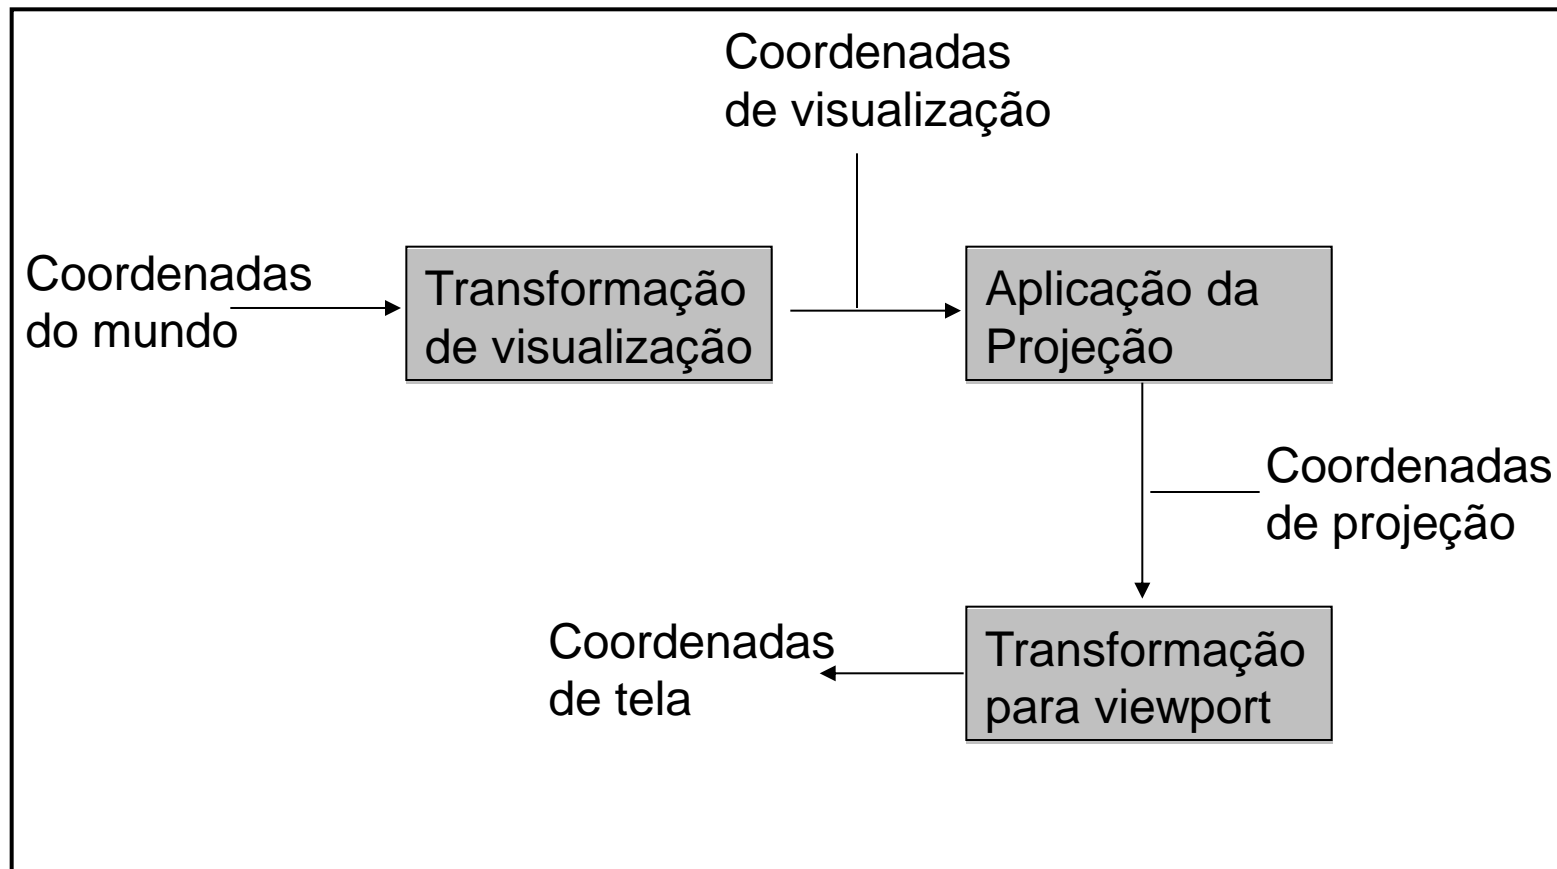 Coordenadas
de visualização
Coordenadas
do mundo
Transformação
de visualização
Aplicação da
Projeção
Coordenadas
de projeção
Coordenadas
de tela
Transformação
para viewport